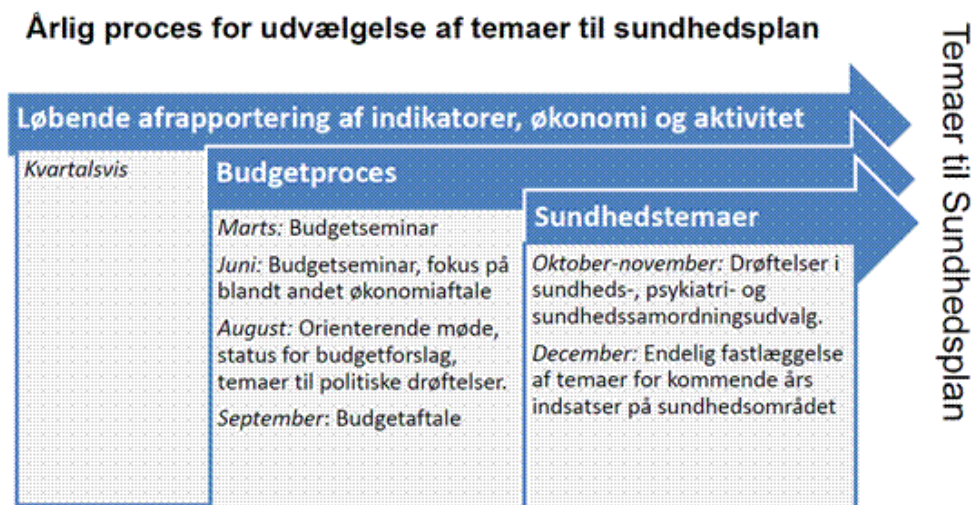 Årlig proces for udvælgelse af temaer til sundhedsplan
Løbende afrapportering af indikatorer, økonomi og aktivitet
Kvartalsvis
Budgetproces
Marts: Budgetseminar
Juni: Budgetseminar, fokus på
blandt andet økonomiaftale
August: Orienterende møde,
status for budgetforslag,
temaer til politiske drøftelser.
September: Budgetaftale
Sundhedstemaer
Oktober-november: Drøftelser i
sundheds-, psykiatri- og
sundhedssamordningsudvalg.
December: Endelig fastlæggelse
af temaer for kommende års
indsatser på sundhedsområdet
Temaer til Sundhedsplan